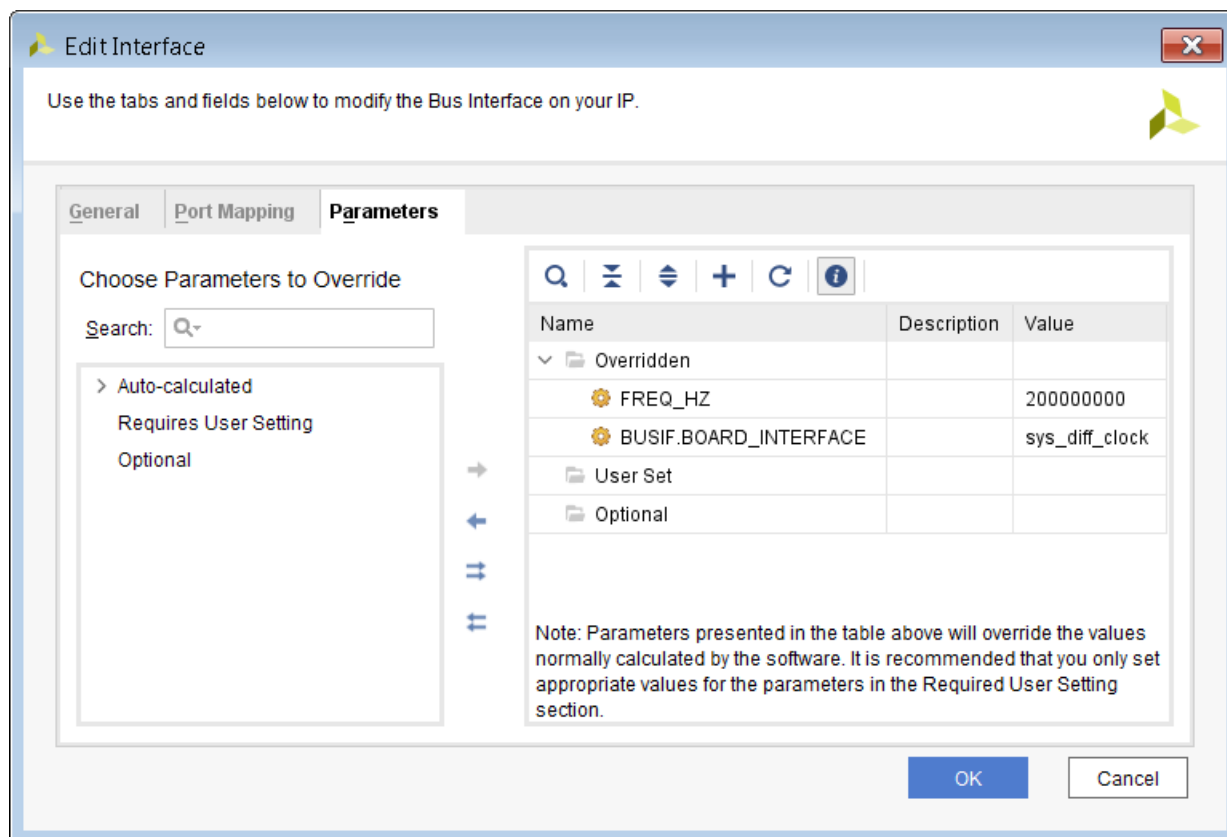 Edit Interface
Use the tabs and fields below to modify the Bus Interface on your IP.
General Port Mapping Parameters
Choose Parameters to Override
Search:
Auto-calculated
Requires User Setting
Optional
Name Description Value
Overridden
FREQ_HZ 200000000
BUSIF.BOARD_INTERFACE sys_diff_clock
User Set
Optional
Note: Parameters presented in the table above will override the values
normally calculated by the software. It is recommended that you only set
appropriate values for the parameters in the Required User Setting
section.
OK Cancel